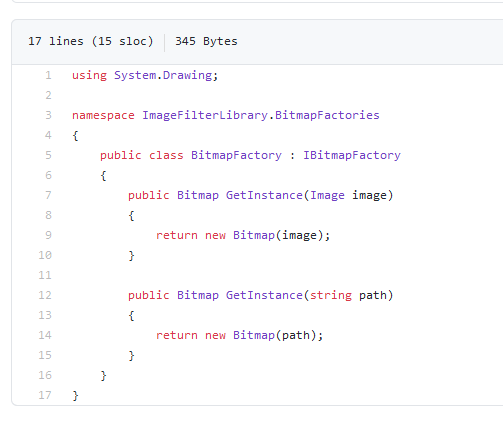 17 lines (15 sloc) 345 Bytes
1 using System.Drawing;
2
3 namespace ImageFilterLibrary.BitmapFactories
4 {
5     public class BitmapFactory : IBitmapFactory
6     {
7         public Bitmap GetInstance(Image image)
8         {
9             return new Bitmap(image);
10         }
11
12         public Bitmap GetInstance(string path)
13         {
14             return new Bitmap(path);
15         }
16     }
17 }